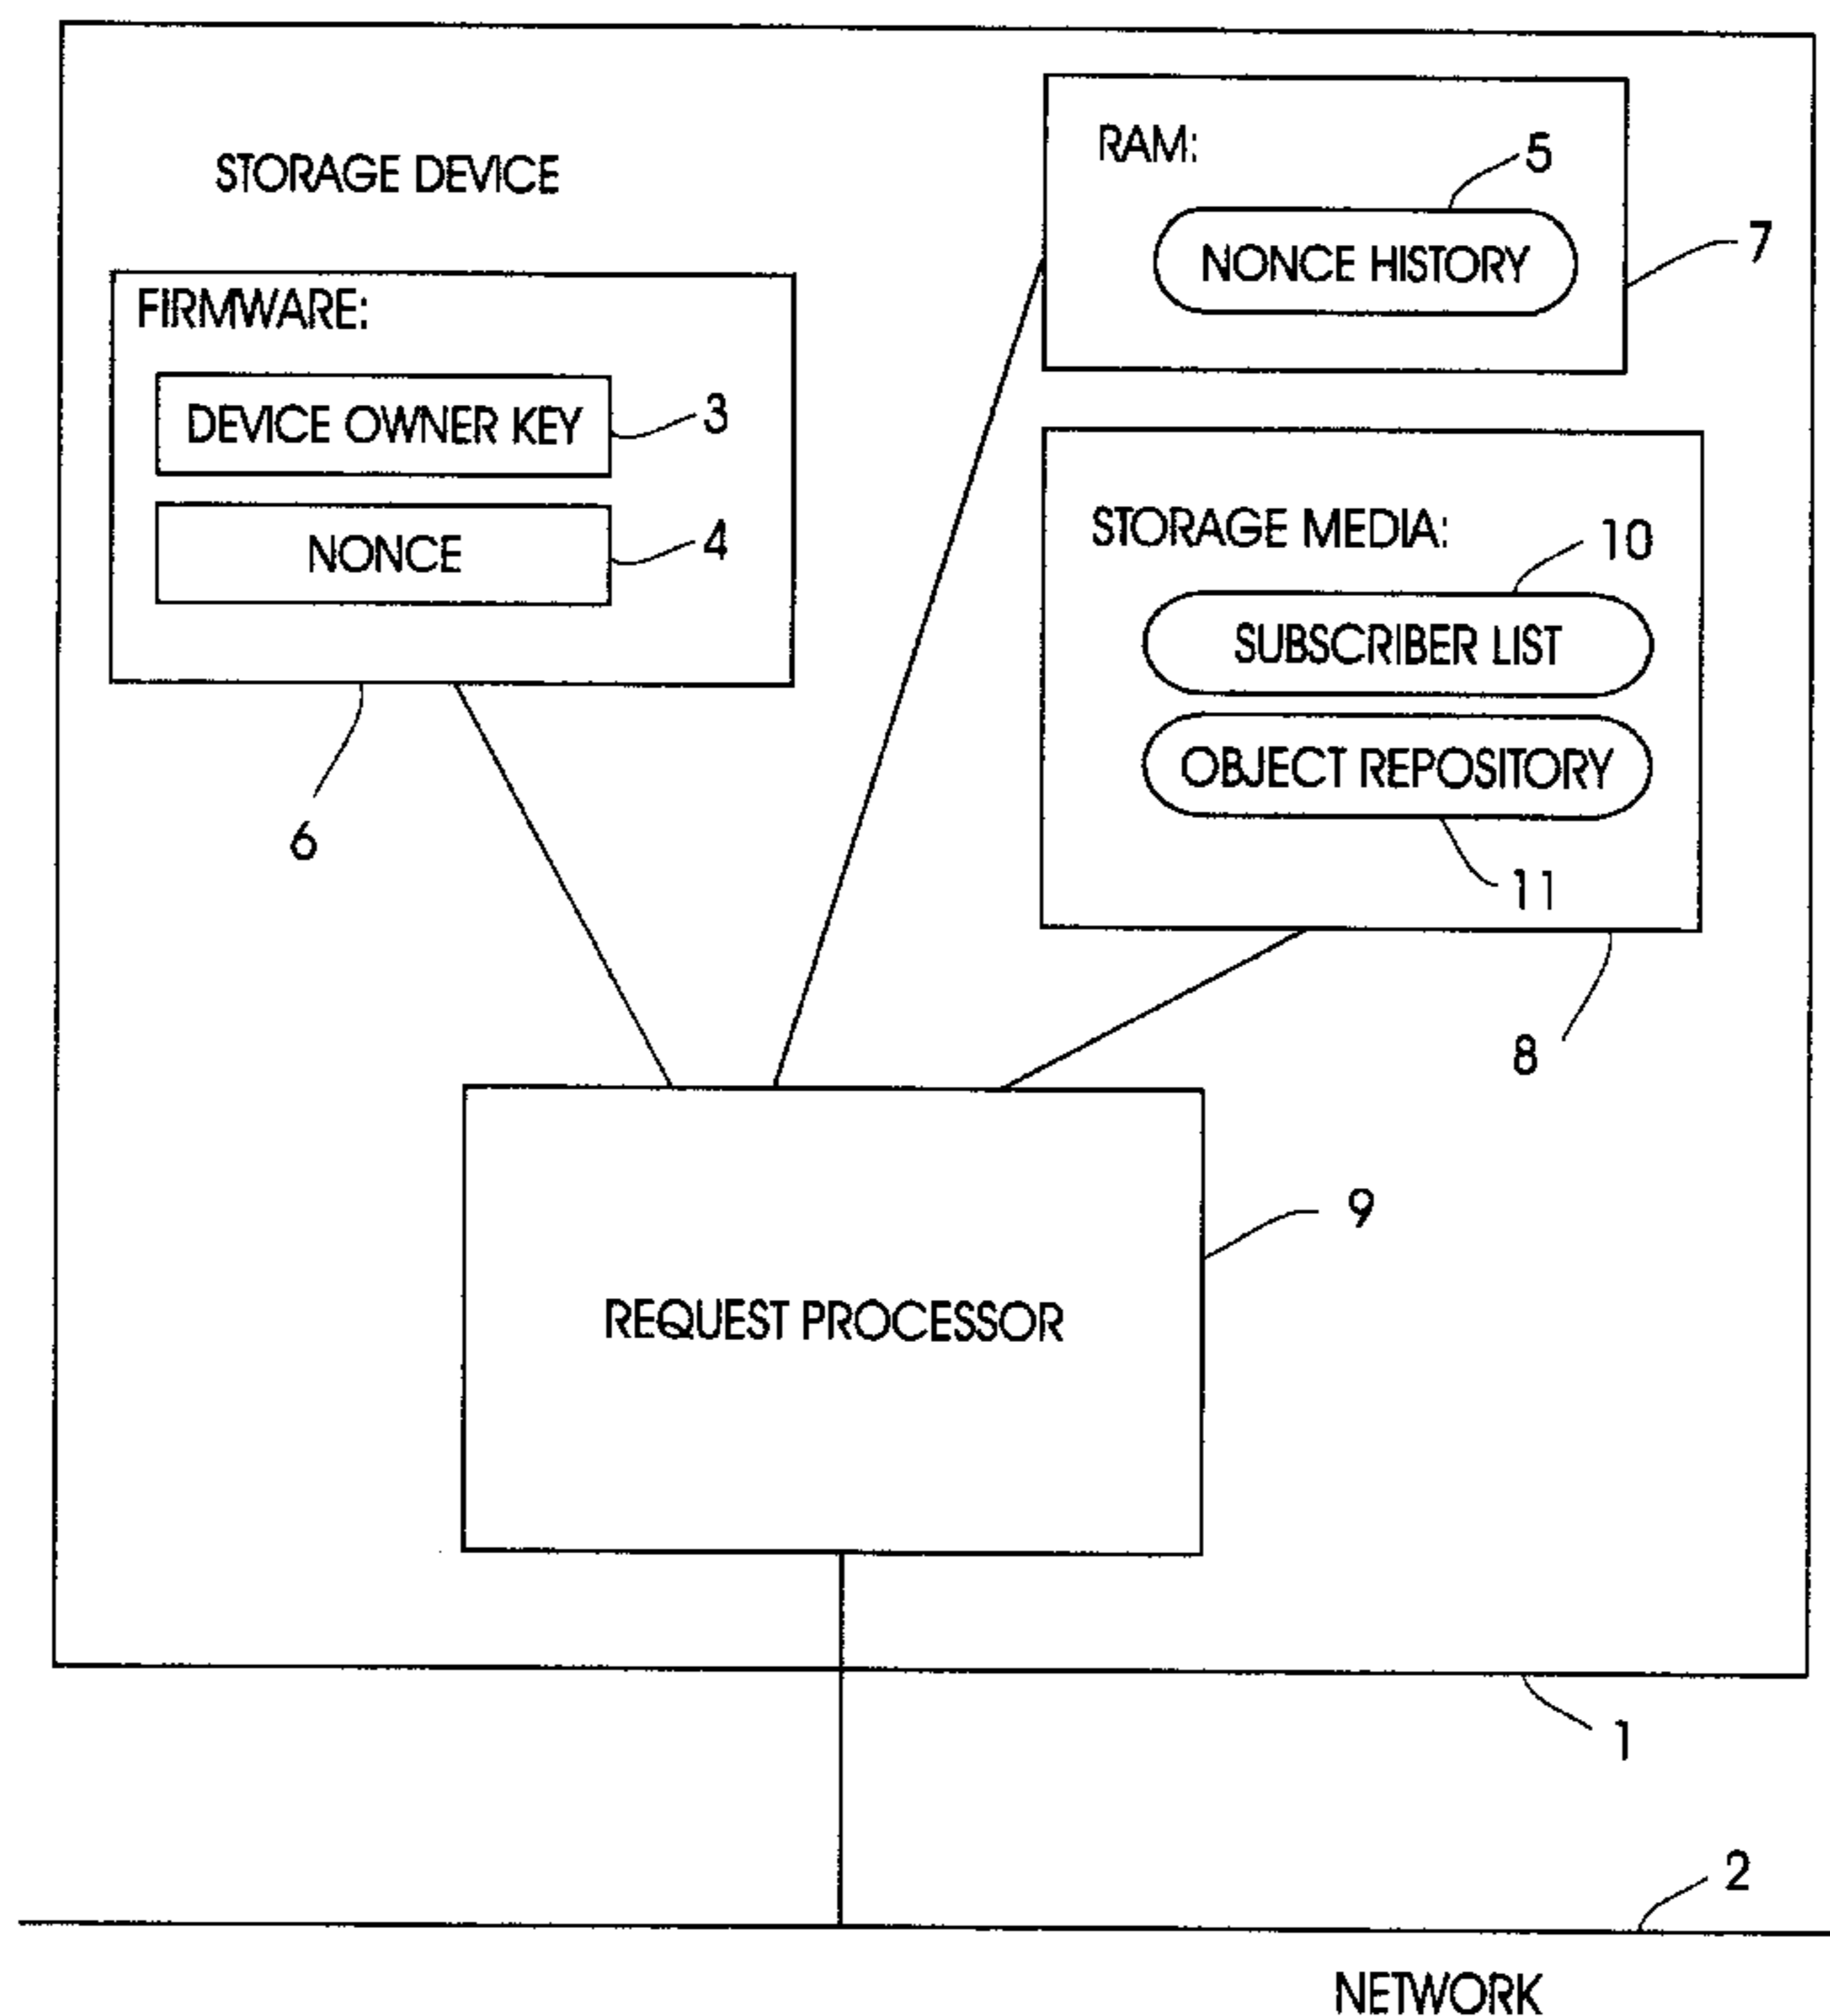 STORAGE DEVICE
RAM:
5
NONCE HISTORY
7
FIRMWARE:
DEVICE OWNER KEY
3
NONCE
4
6
STORAGE MEDIA:
10
SUBSCRIBER LIST
OBJECT REPOSITORY
11
8
REQUEST PROCESSOR
9
1
2
NETWORK